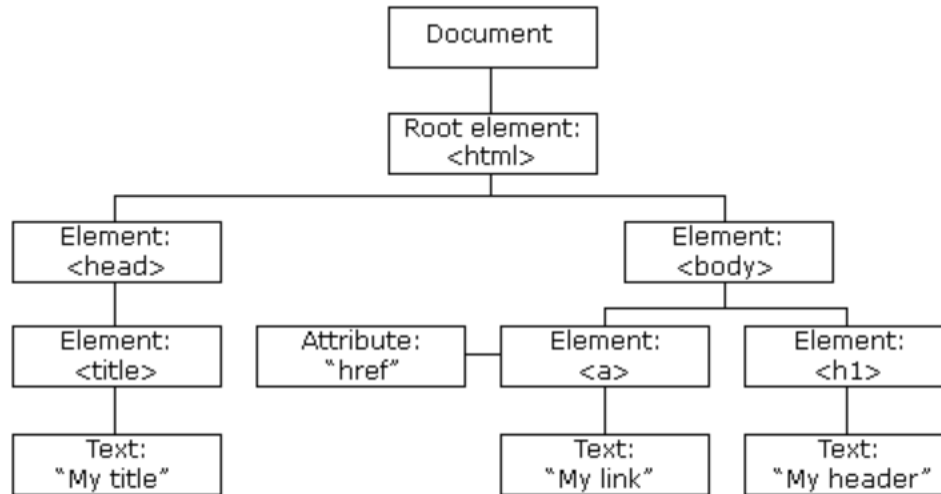 Document
Root element:
<html>
Element:
<head>
Element:
<body>
Element:
<title>
Attribute:
“href”
Element:
<a>
Element:
<h1>
Text:
“My title”
Text:
“My link”
Text:
“My header”